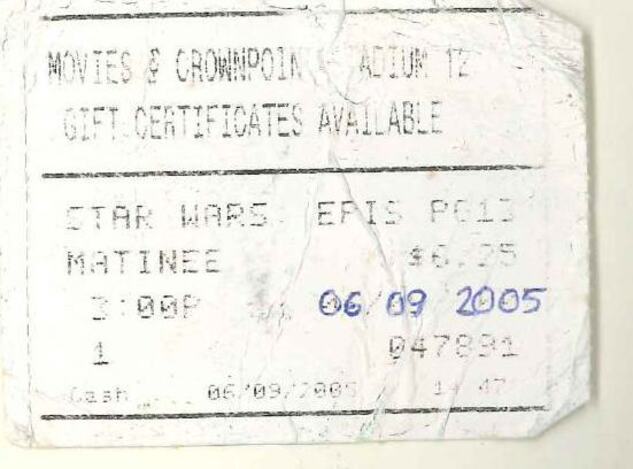 MOVIES @ CROWNPOINT STADIUM 12
GIFT CERTIFICATES AVAILABLE
STAR WARS: EPIS PG13
MATINEE $6.25
3:00P 06 09 2005
1 047891
Cash 06/09/2005 14:47